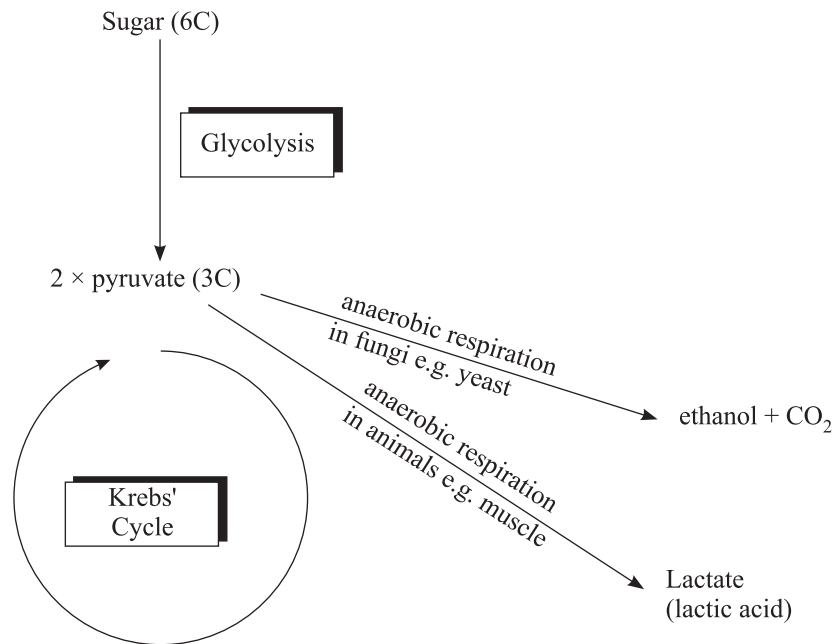 Sugar (6C)
Glycolysis
2 × pyruvate (3C)
anaerobic respiration
in fungi e.g. yeast
ethanol + CO₂
anaerobic respiration
in animals e.g. muscle
Krebs'
Cycle
Lactate
(lactic acid)